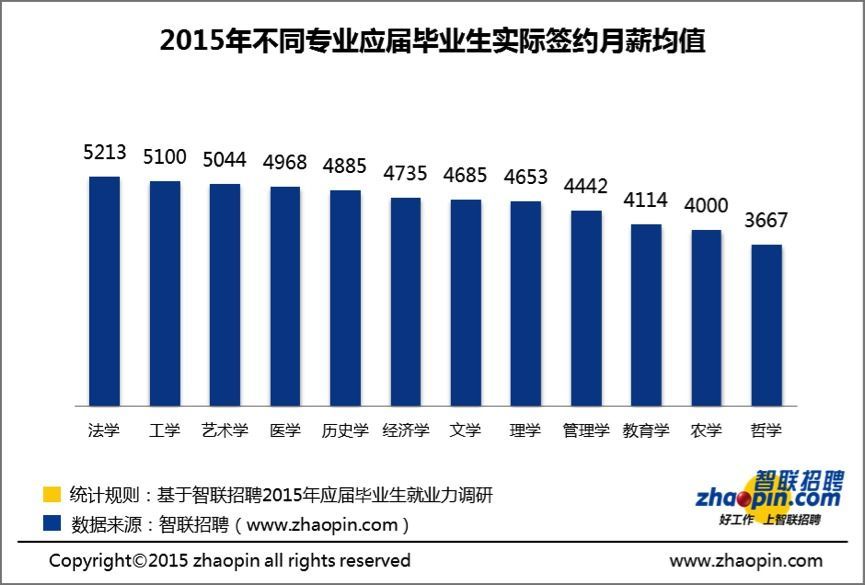 2015年不同专业应届毕业生实际签约月薪均值
5213 5100 5044 4968 4885 4735 4685 4653 4442 4114 4000 3667
法学 工学 艺术学 医学 历史学 经济学 文学 理学 管理学 教育学 农学 哲学
统计规则：基于智联招聘2015年应届毕业生就业力调研
数据来源：智联招聘（www.zhaopin.com）
智联招聘
zhaopin.com
好工作 上智联招聘
Copyright©2015 zhaopin all rights reserved
www.zhaopin.com